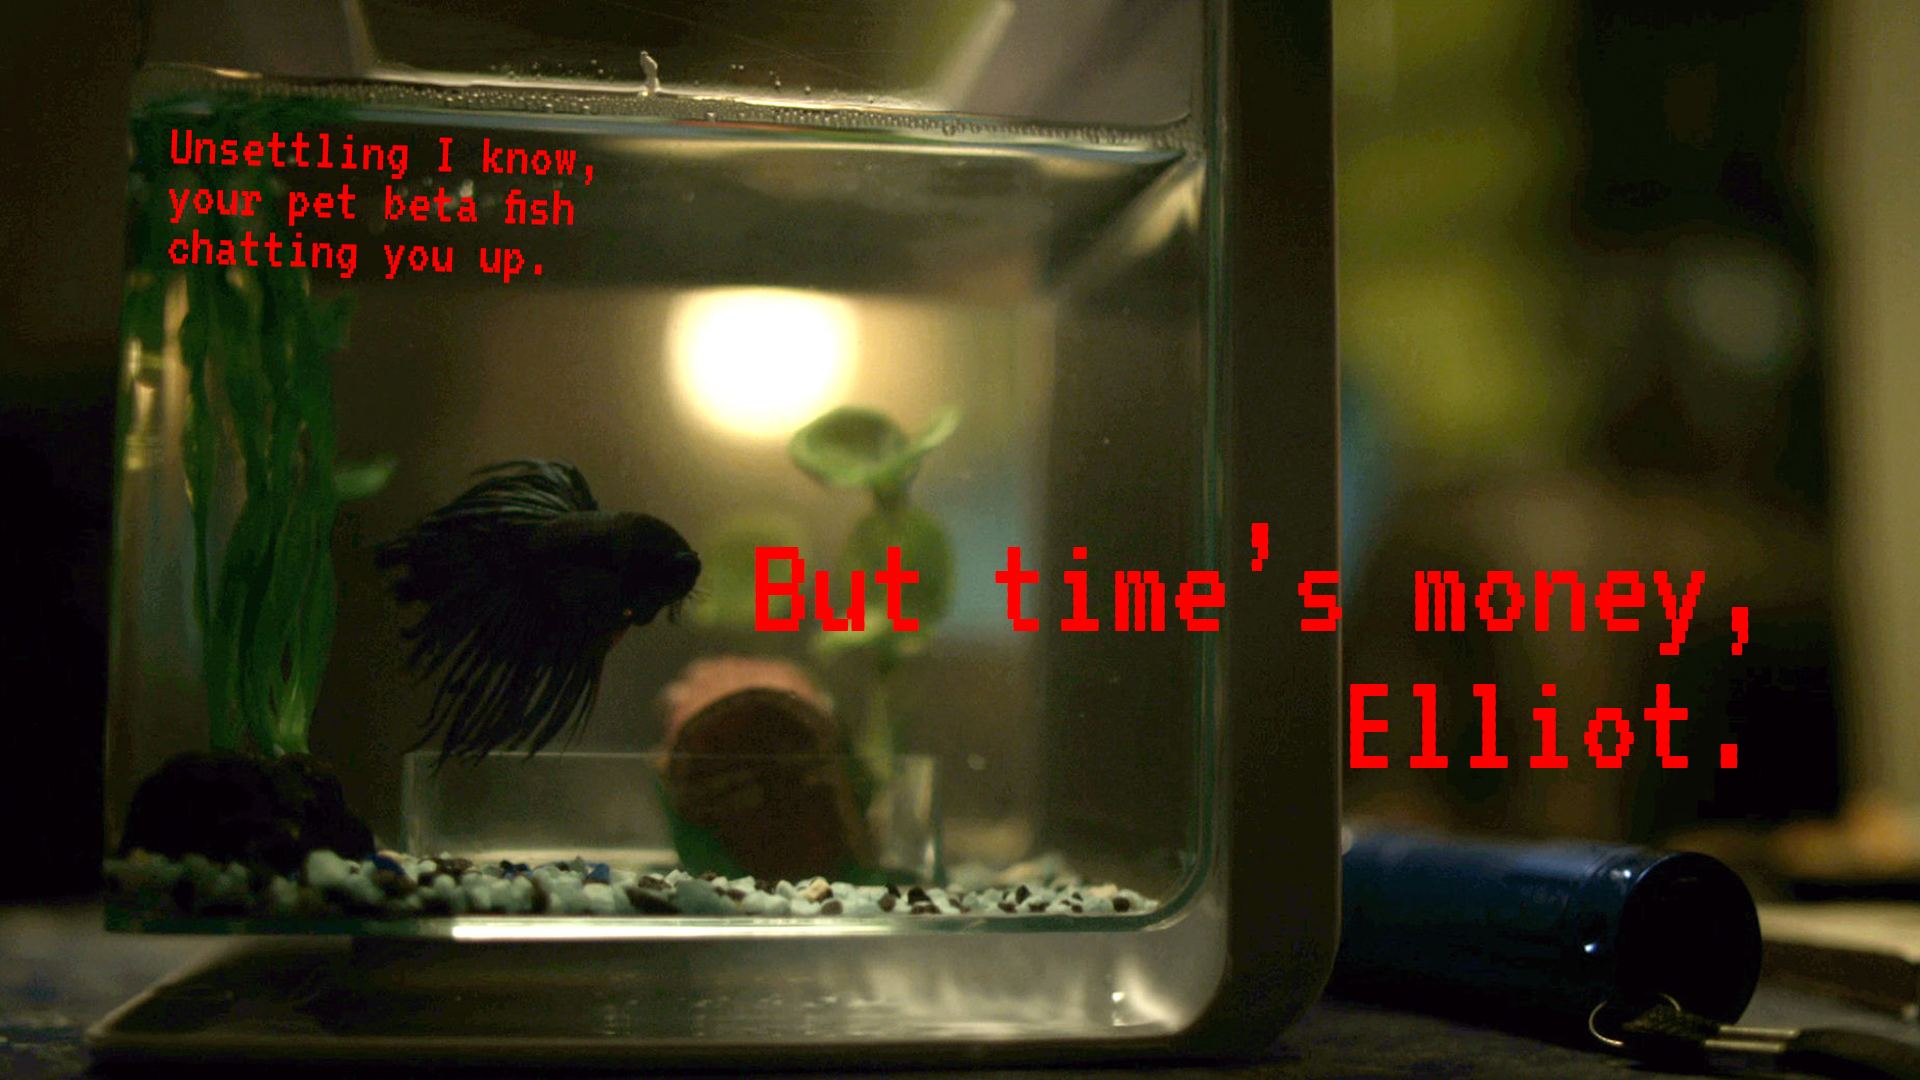 Unsettling I know,
your pet beta fish
chatting you up.
But time's money,
Elliot.